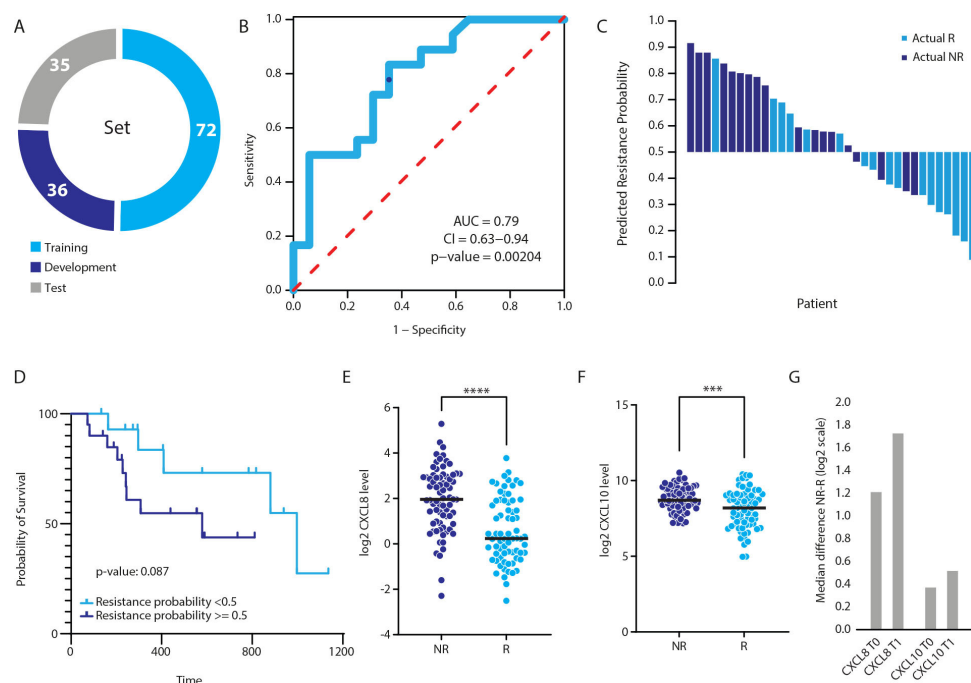 A
35
Set
72
36
Training
Development
Test
B
1.0
0.8
0.6
0.4
0.2
0.0
Sensitivity
AUC = 0.79
CI = 0.63–0.94
p−value = 0.00204
0.0 0.2 0.4 0.6 0.8 1.0
1 − Specificity
C
Actual R
Actual NR
1.0
0.9
0.8
0.7
0.6
0.5
0.4
0.3
0.2
0.1
0.0
Predicted Resistance Probability
Patient
D
100
50
0
Probability of Survival
p-value: 0.087
Resistance probability <0.5
Resistance probability >= 0.5
0 400 800 1200
Time
E
****
6
4
2
0
-2
-4
log2 CXCL8 level
NR R
F
***
15
10
5
0
log2 CXCL10 level
NR R
G
2.0
1.8
1.6
1.4
1.2
1.0
0.8
0.6
0.4
0.2
0.0
Median difference NR-R (log2 scale)
CXCL8 T0
CXCL8 T1
CXCL10 T0
CXCL10 T1